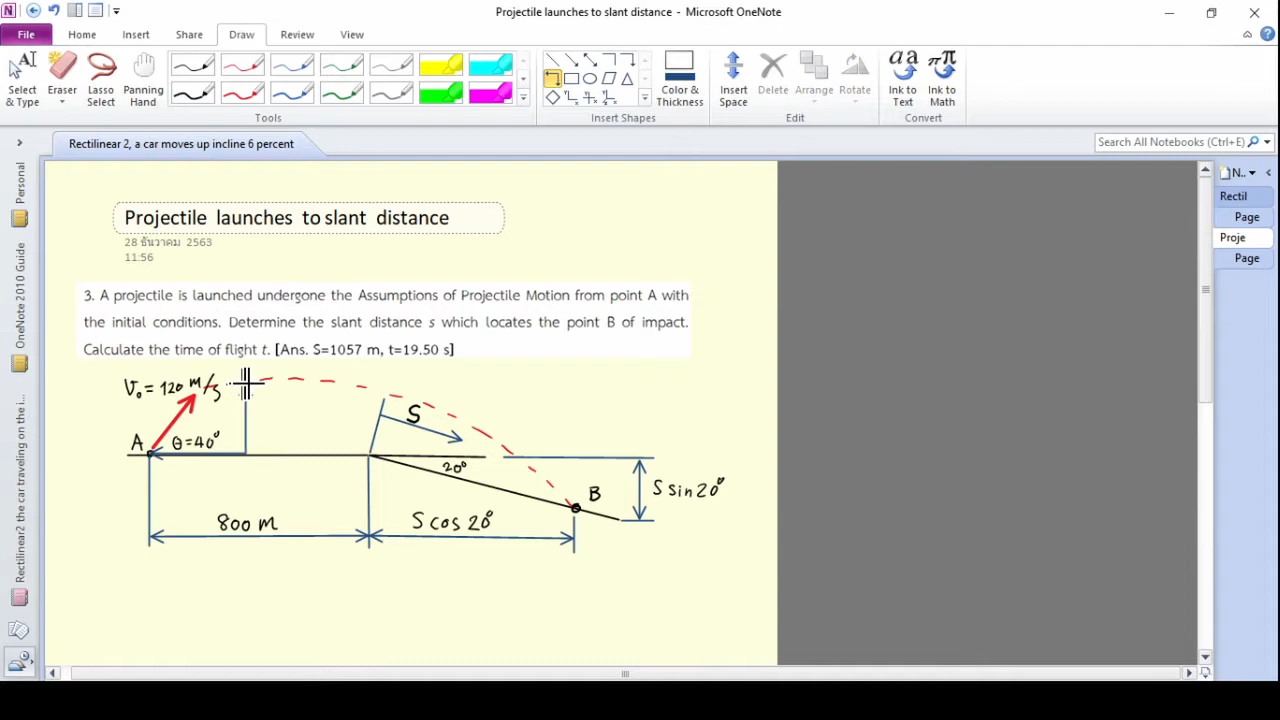 Projectile launches to slant distance - Microsoft OneNote
File Home Insert Share Draw Review View
Select & Type
Eraser
Lasso Select
Panning Hand
Color & Thickness
Insert Space
Delete
Arrange
Rotate
Ink to Text
Ink to Math
Tools
Insert Shapes
Edit
Convert
Rectilinear 2, a car moves up incline 6 percent
Search All Notebooks (Ctrl+E)
N..
Rectil
Page
Proje
Page
Personal
OneNote 2010 Guide
Rectilinear2 the car traveling on the i...
Projectile launches to slant distance
28 ธันวาคม 2563
11:56
3. A projectile is launched undergone the Assumptions of Projectile Motion from point A with
the initial conditions. Determine the slant distance s which locates the point B of impact.
Calculate the time of flight t. [Ans. S=1057 m, t=19.50 s]
V₀ = 120 m/s
S
A
θ=40°
20°
B
S sin20°
800 m
S cos 20°